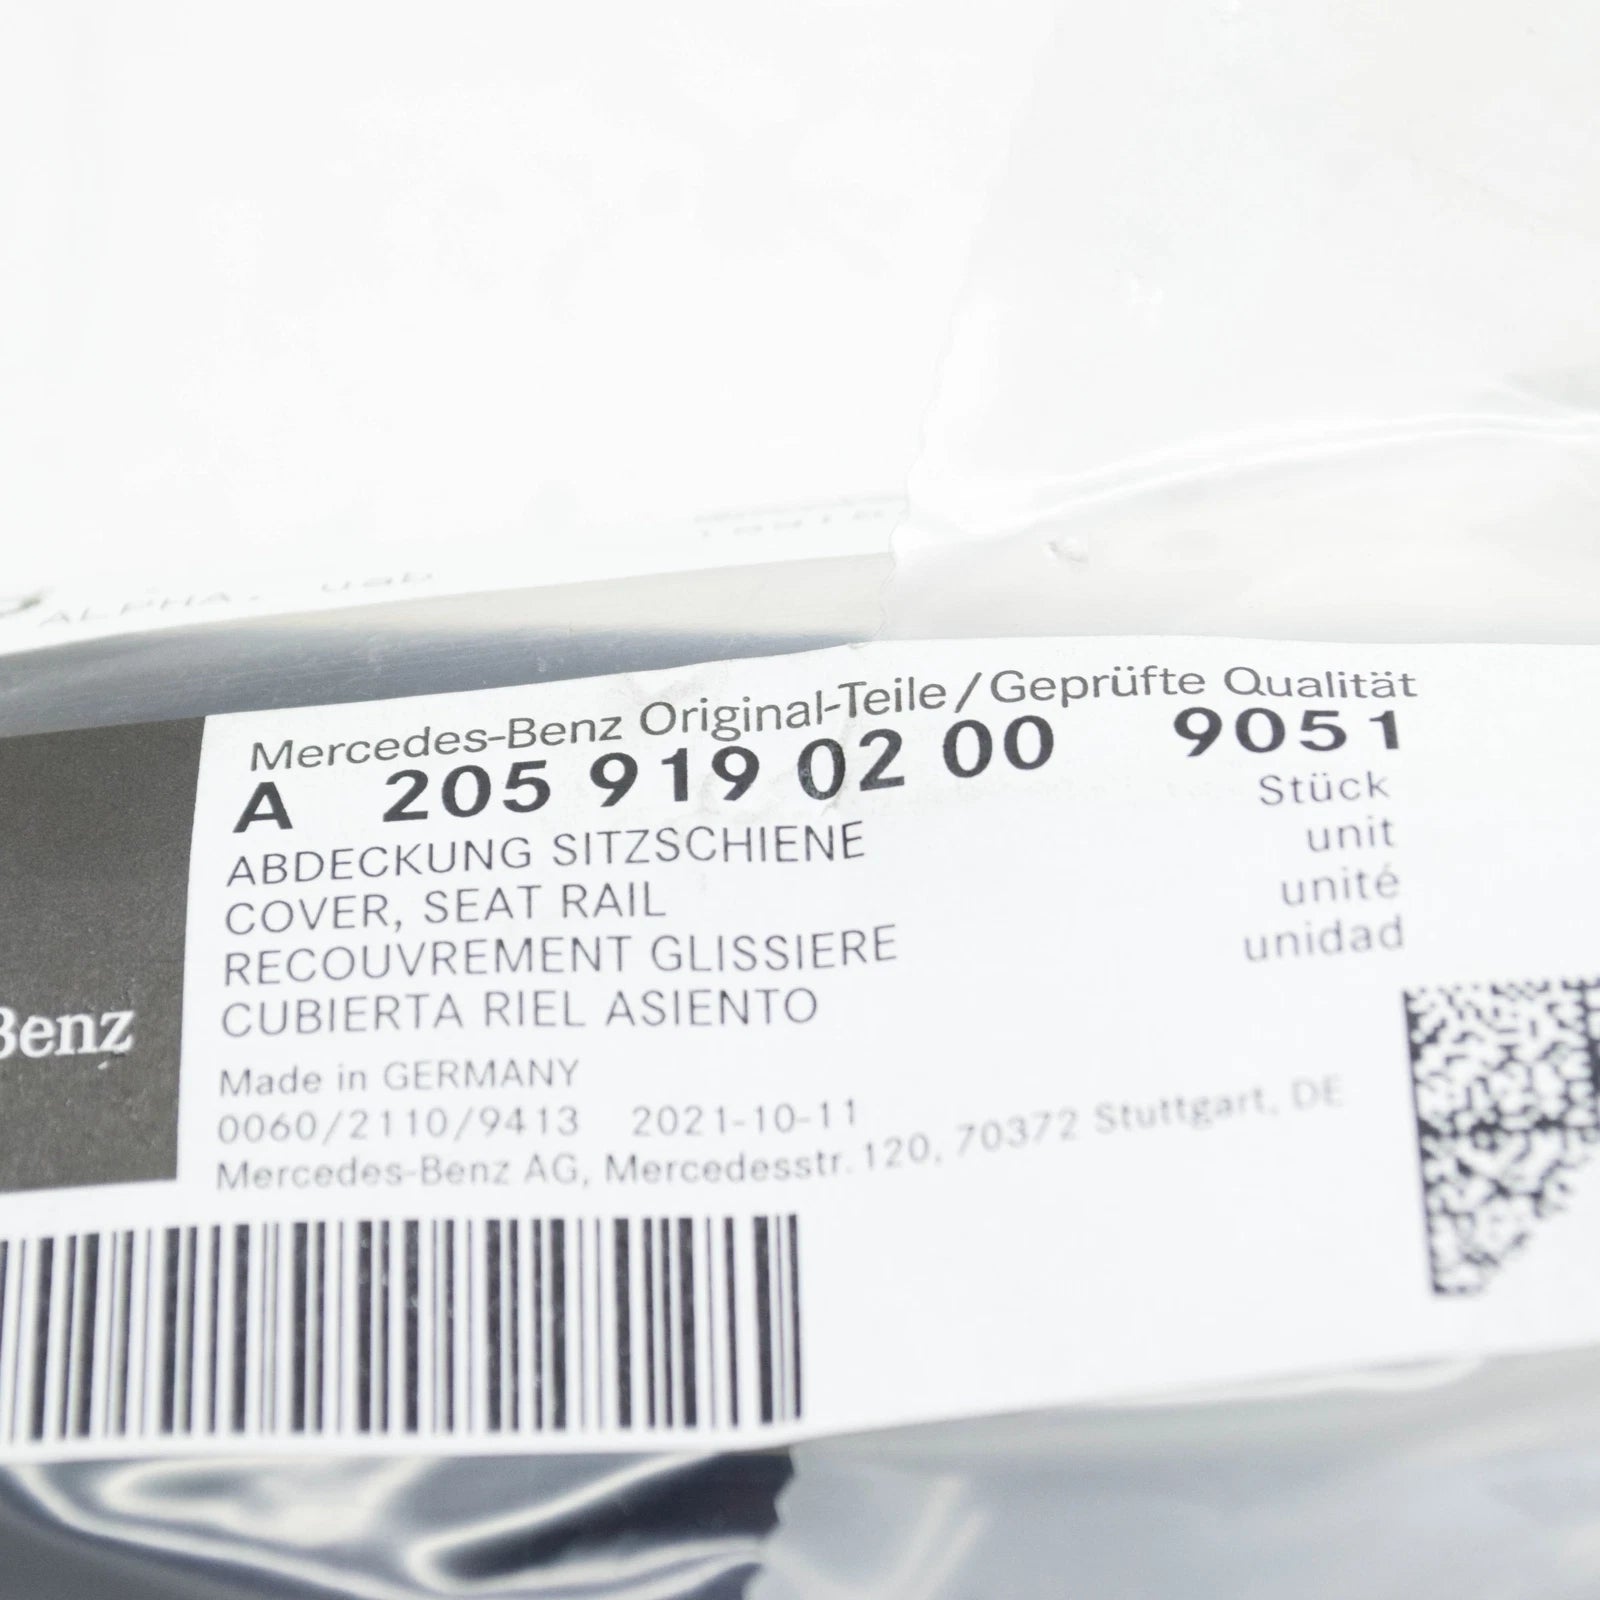 ALPHA.
Mercedes-Benz Original-Teile/Geprüfte Qualität
A 205 919 02 00 9051
ABDECKUNG SITZSCHIENE
COVER, SEAT RAIL
RECOUVREMENT GLISSIERE
CUBIERTA RIEL ASIENTO
Stück
unit
unité
unidad
Benz
Made in GERMANY
0060/2110/9413 2021-10-11
Mercedes-Benz AG, Mercedesstr. 120, 70372 Stuttgart, DE